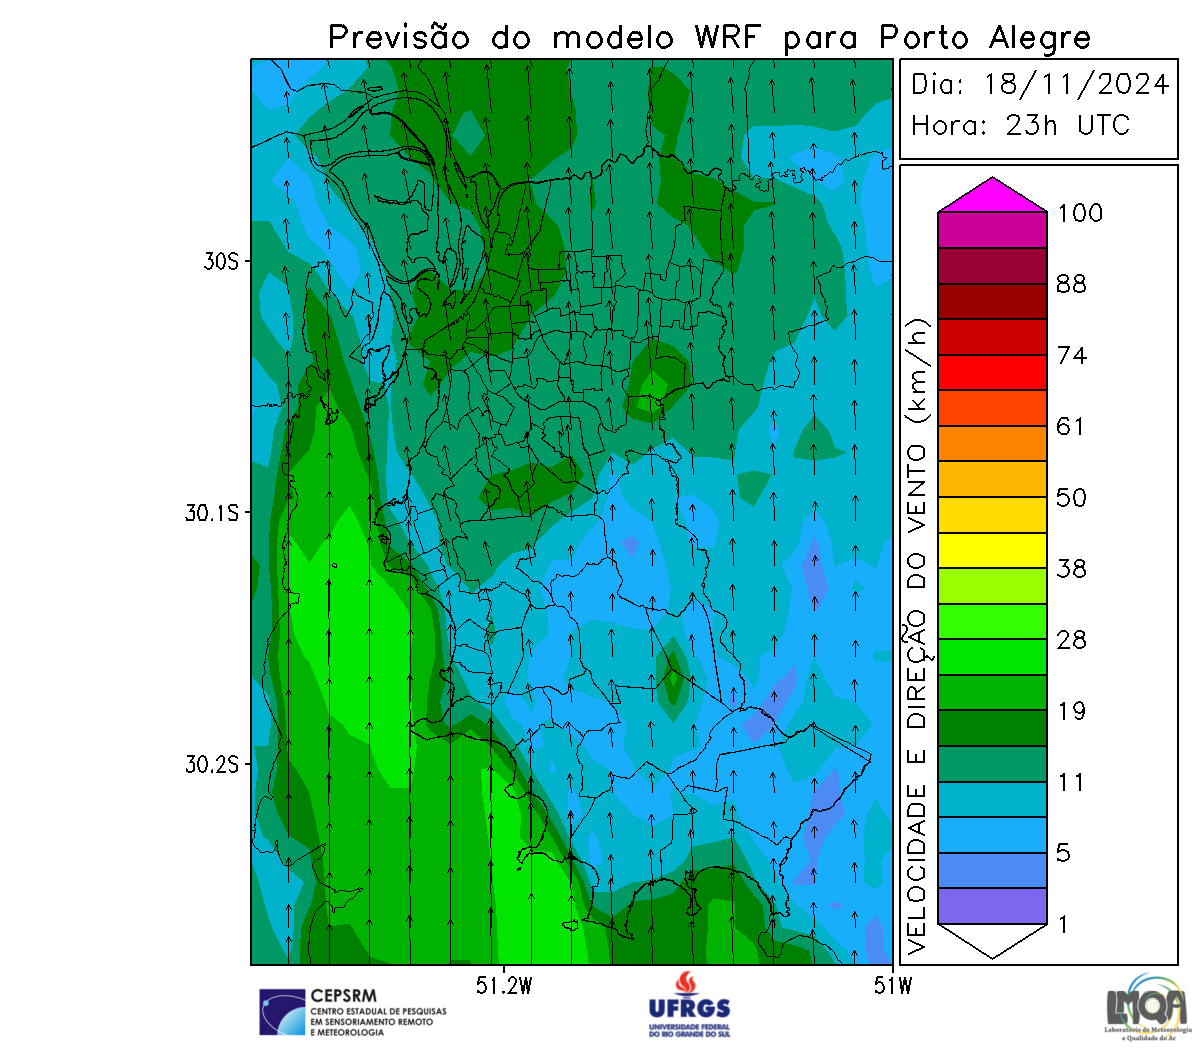 Previsão do modelo WRF para Porto Alegre
Dia: 18/11/2024
Hora: 23h UTC
30S
30.1S
30.2S
51.2W
51W
VELOCIDADE E DIREÇÃO DO VENTO (km/h)
100
88
74
61
50
38
28
19
11
5
1
CEPSRM
CENTRO ESTADUAL DE PESQUISAS
EM SENSORIAMENTO REMOTO
E METEOROLOGIA
UFRGS
UNIVERSIDADE FEDERAL
DO RIO GRANDE DO SUL
LMQA
Laboratório de Meteorologia
e Qualidade do Ar